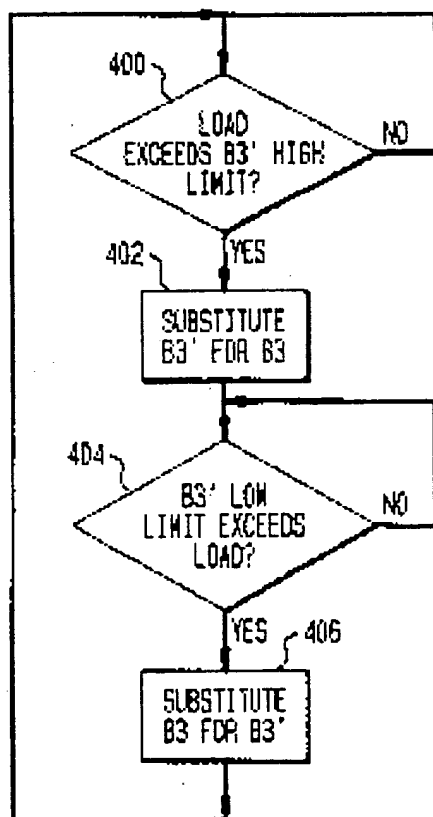 400
LOAD
EXCEEDS B3' HIGH
LIMIT?
NO
YES
402
SUBSTITUTE
B3' FOR B3
404
B3' LOW
LIMIT EXCEEDS
LOAD?
NO
YES
406
SUBSTITUTE
B3 FOR B3'